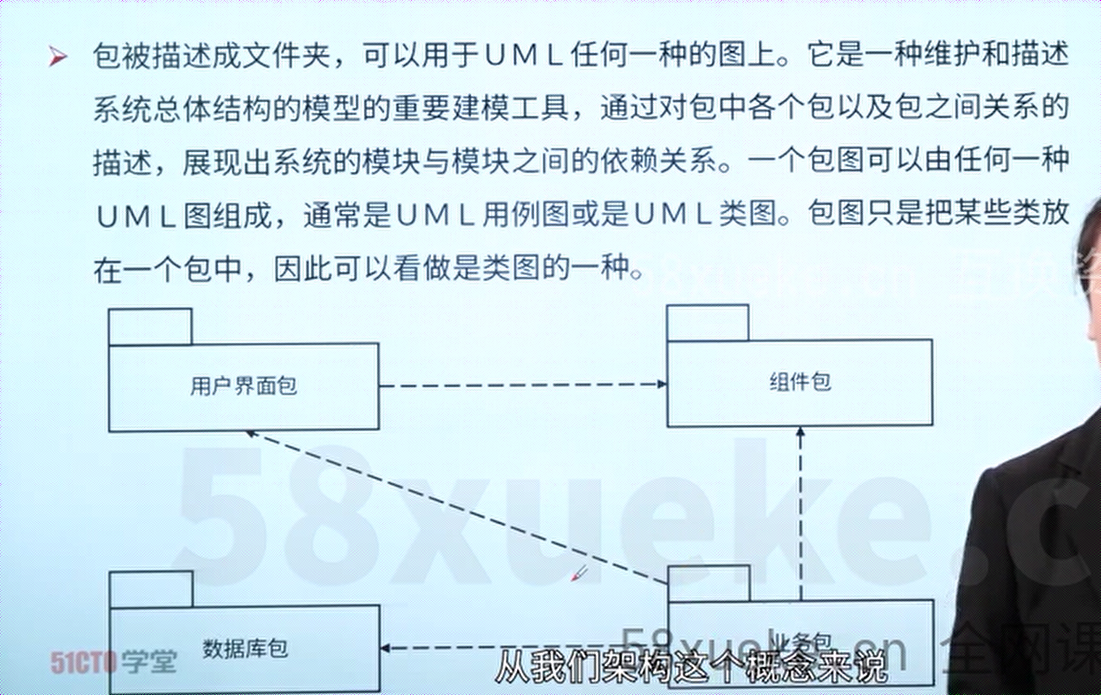 包被描述成文件夹，可以用于UML任何一种的图上。它是一种维护和描述
系统总体结构的模型的重要建模工具，通过对包中各个包以及包之间关系的
描述，展现出系统的模块与模块之间的依赖关系。一个包图可以由任何一种
UML图组成，通常是UML用例图或是UML类图。包图只是把某些类放
在一个包中，因此可以看做是类图的一种。
用户界面包
组件包
58xueke.c
数据库包
业务包
58xueke.cn 全网课
51CTO学堂
从我们架构这个概念来说